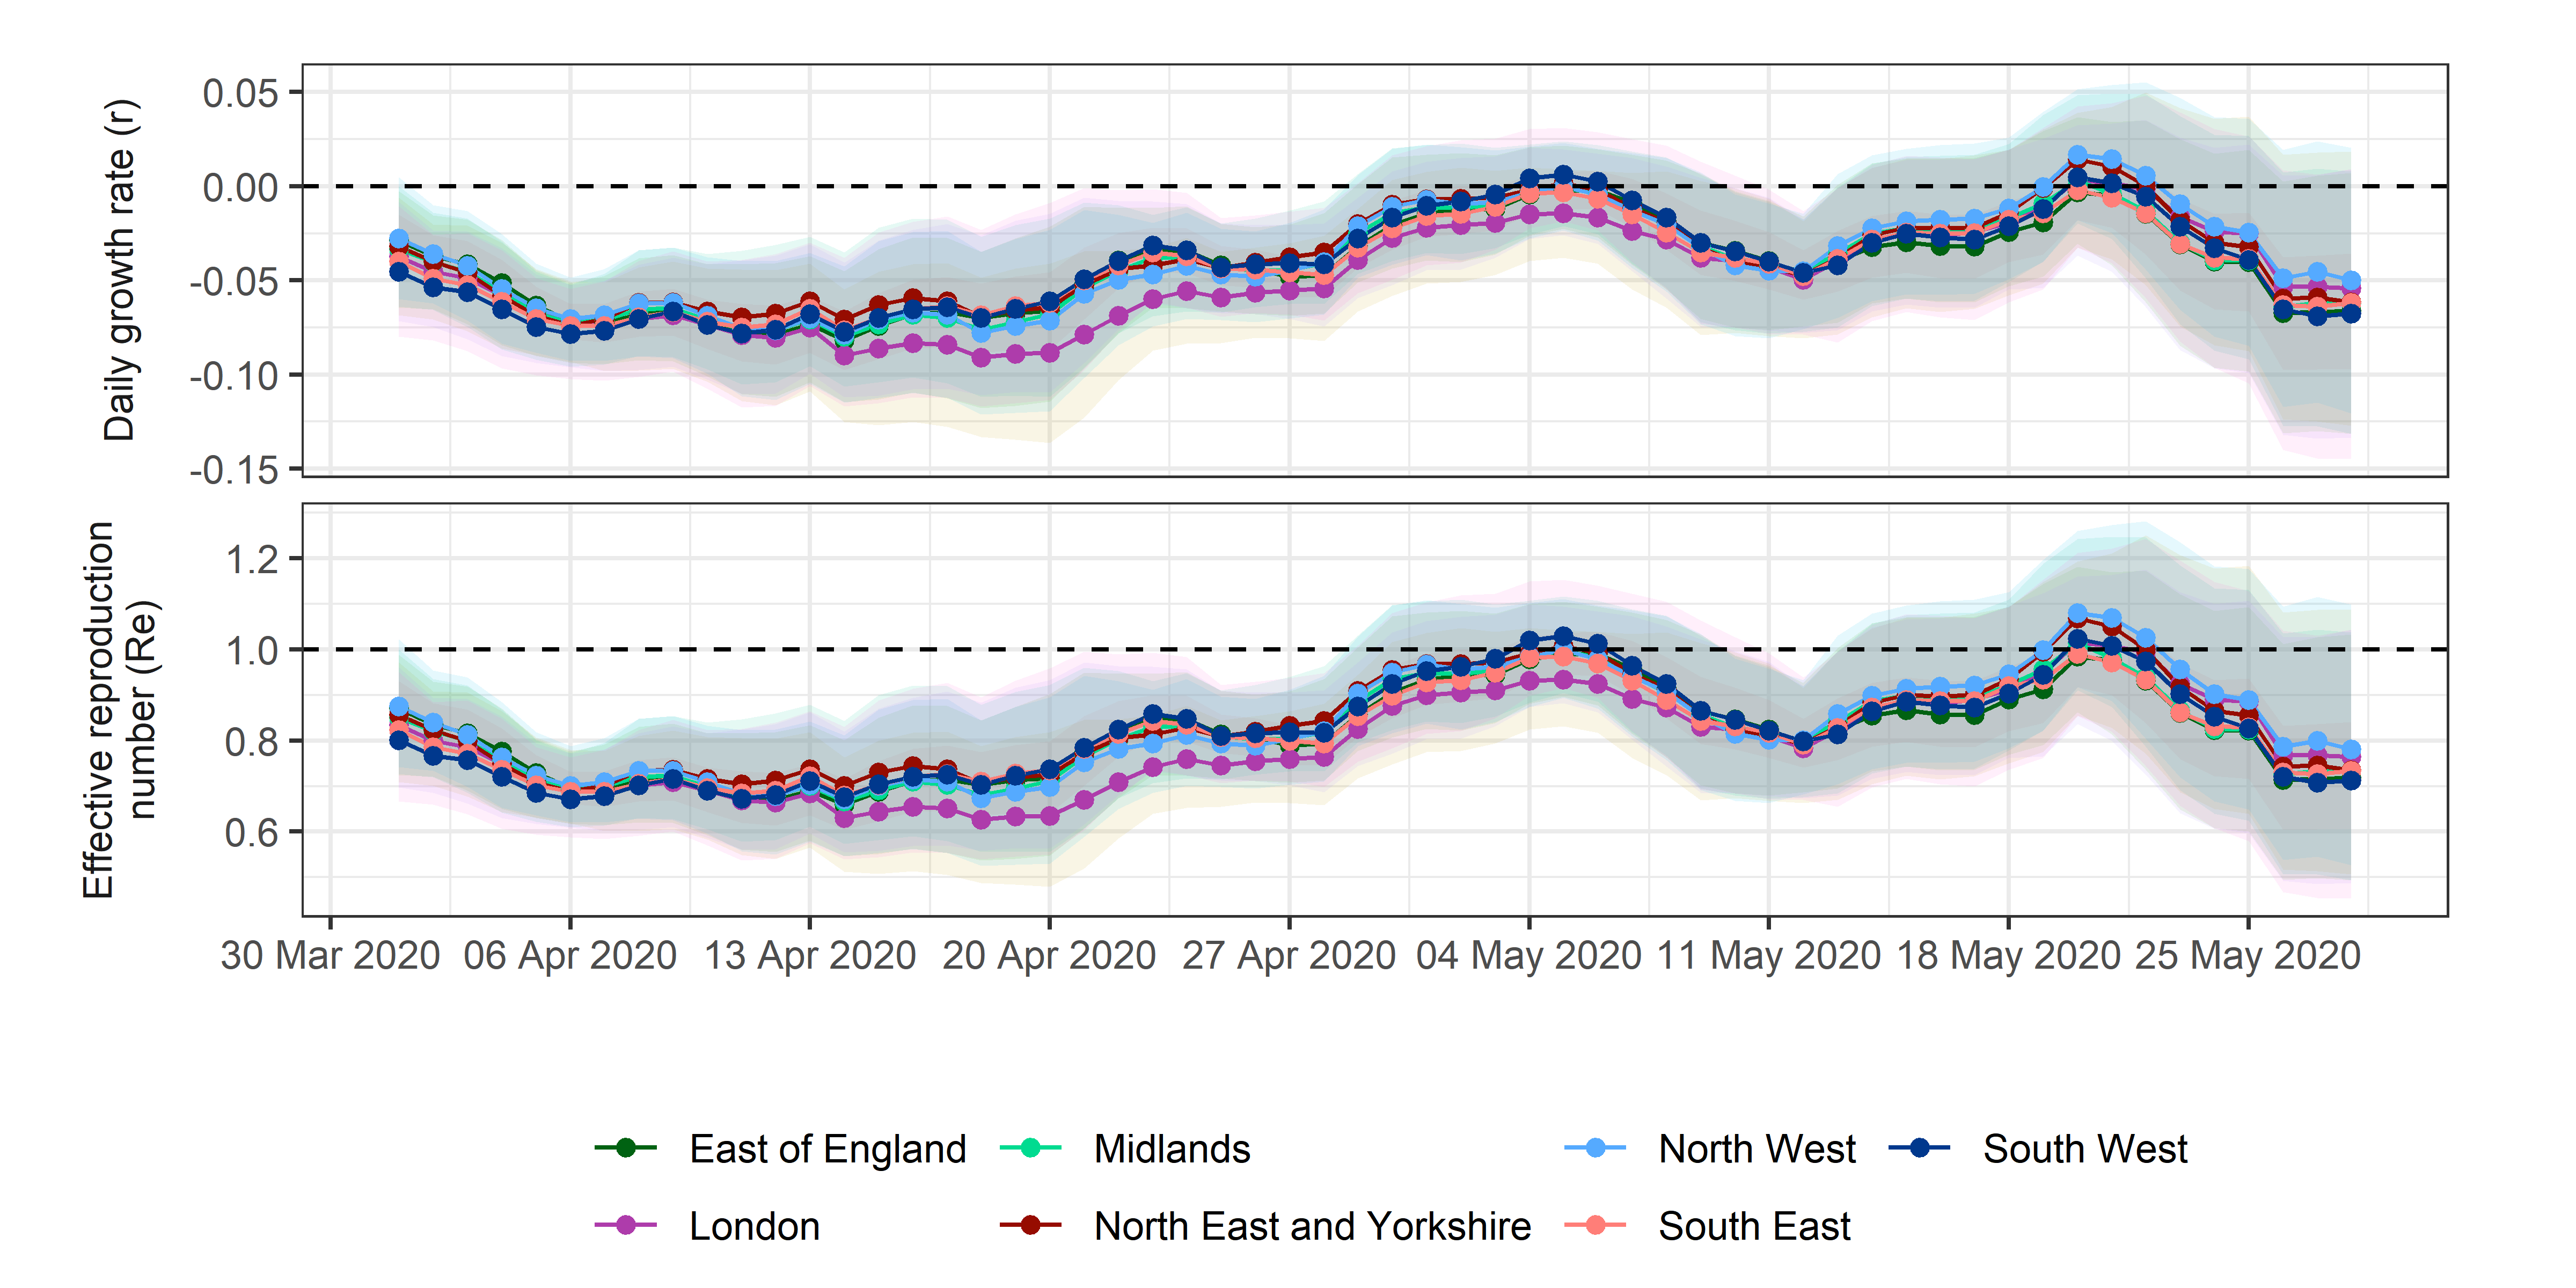 Daily growth rate (r)
0.05
0.00
-0.05
-0.10
-0.15
Effective reproduction
number (Re)
1.2
1.0
0.8
0.6
30 Mar 2020 06 Apr 2020 13 Apr 2020 20 Apr 2020 27 Apr 2020 04 May 2020 11 May 2020 18 May 2020 25 May 2020
East of England Midlands North West South West
London North East and Yorkshire South East